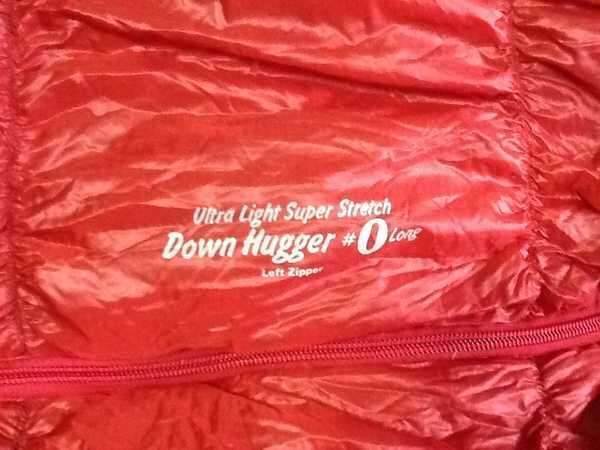 Ultra Light Super Stretch
Down Hugger #0 Long
Left Zipper